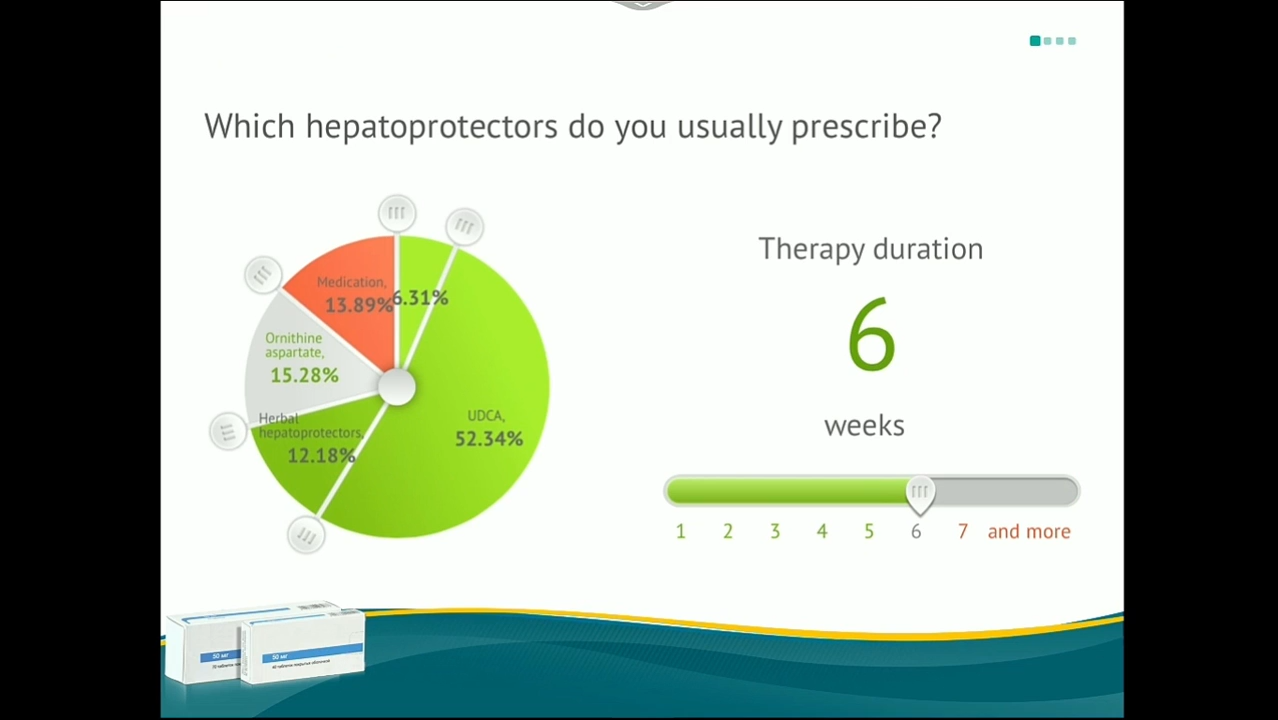 Which hepatoprotectors do you usually prescribe?
Medication,
13.89%
6.31%
Ornithine
aspartate,
15.28%
Herbal
hepatoprotectors,
12.18%
UDCA,
52.34%
Therapy duration
6
weeks
1 2 3 4 5 6 7 and more
50 мг
50 мг